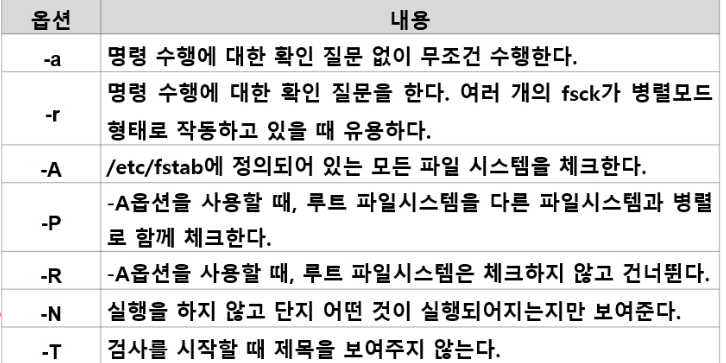 옵션 내용
-a 명령 수행에 대한 확인 질문 없이 무조건 수행한다.
명령 수행에 대한 확인 질문을 한다. 여러 개의 fsck가 병렬모드
-r
형태로 작동하고 있을 때 유용하다.
-A /etc/fstab에 정의되어 있는 모든 파일 시스템을 체크한다.
-A옵션을 사용할 때, 루트 파일시스템을 다른 파일시스템과 병렬
-P
로 함께 체크한다.
-R -A옵션을 사용할 때, 루트 파일시스템은 체크하지 않고 건너뛴다.
-N 실행을 하지 않고 단지 어떤 것이 실행되어지는지만 보여준다.
-T 검사를 시작할 때 제목을 보여주지 않는다.